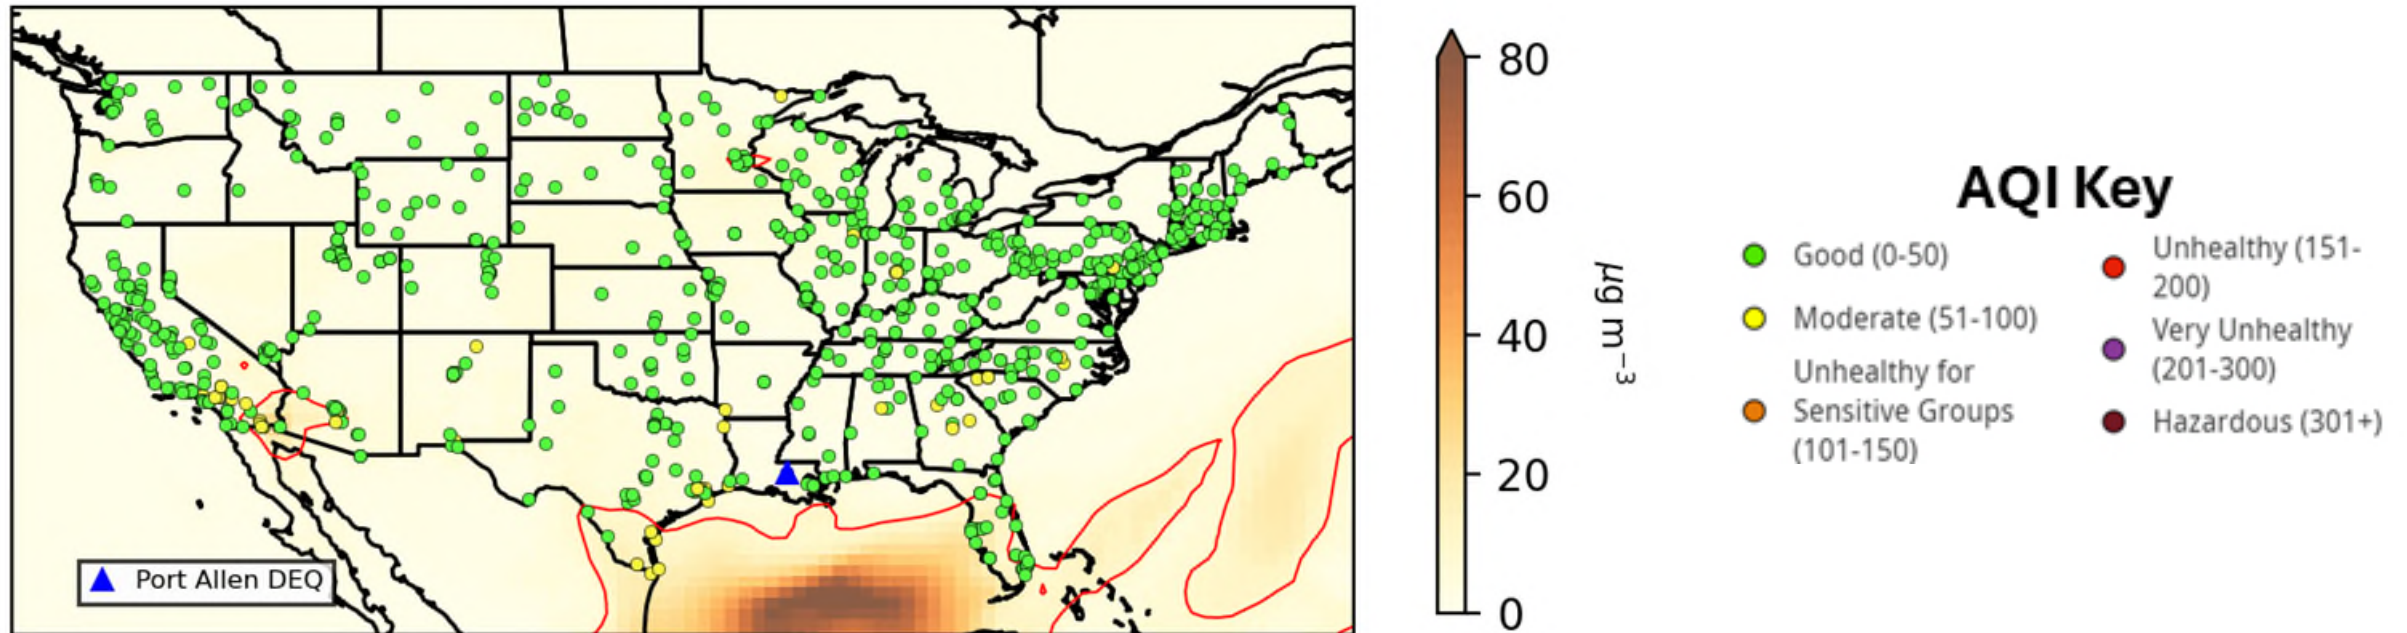 Port Allen DEQ
80
60
40
20
0
μg m⁻³
AQI Key
Good (0-50)
Moderate (51-100)
Unhealthy for
Sensitive Groups
(101-150)
Unhealthy (151-
200)
Very Unhealthy
(201-300)
Hazardous (301+)